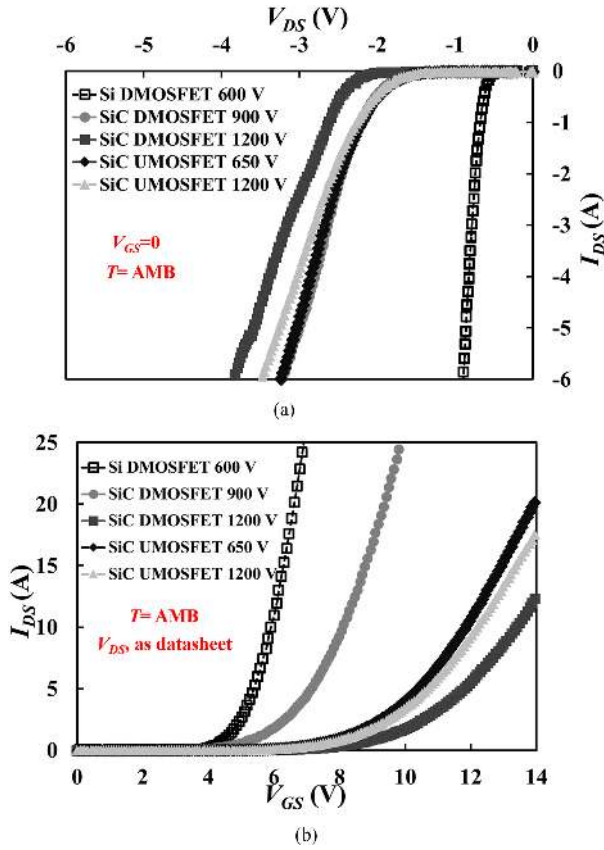 V_DS (V)
-6 -5 -4 -3 -2 -1 0
Si DMOSFET 600 V
SiC DMOSFET 900 V
SiC DMOSFET 1200 V
SiC UMOSFET 650 V
SiC UMOSFET 1200 V
V_GS=0
T= AMB
0
-1
-2
-3
-4
-5
-6
I_DS (A)
(a)
25
20
15
10
5
0
I_DS (A)
Si DMOSFET 600 V
SiC DMOSFET 900 V
SiC DMOSFET 1200 V
SiC UMOSFET 650 V
SiC UMOSFET 1200 V
T= AMB
V_DS, as datasheet
0 2 4 6 8 10 12 14
V_GS (V)
(b)